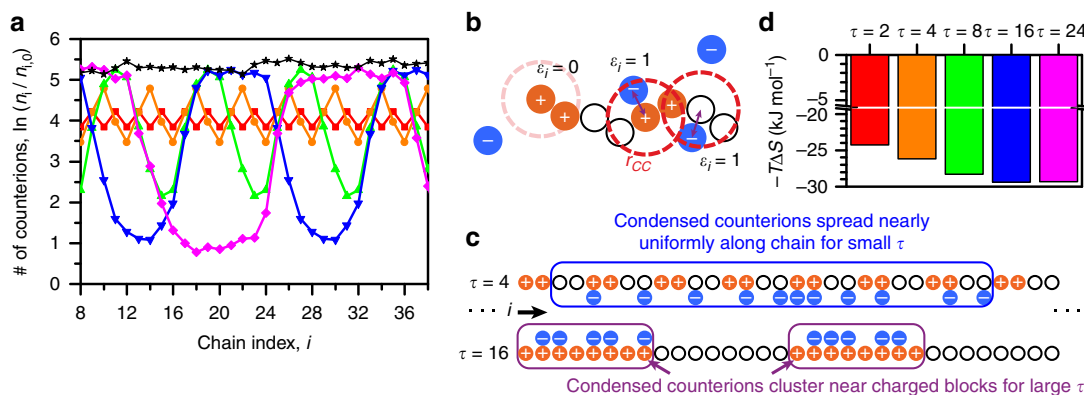 a
# of counterions, ln (n_i / n_{i,0})
6
5
4
3
2
1
0
8 12 16 20 24 28 32 36
Chain index, i
b
ε_i = 0
ε_i = 1
ε_i = 1
r_CC
+ + + + − − − −
d
τ = 2 τ = 4 τ = 8 τ = 16 τ = 24
−TΔS (kJ mol⁻¹)
0
−5
−20
−25
−30
Condensed counterions spread nearly
uniformly along chain for small τ
c
τ = 4
+ + + + + + + + + + + + + + + +
− − − − − − − − − −
· · · i · · ·
− − − − − − − − − −
τ = 16
+ + + + + + + + + + + + + + + +
Condensed counterions cluster near charged blocks for large τ